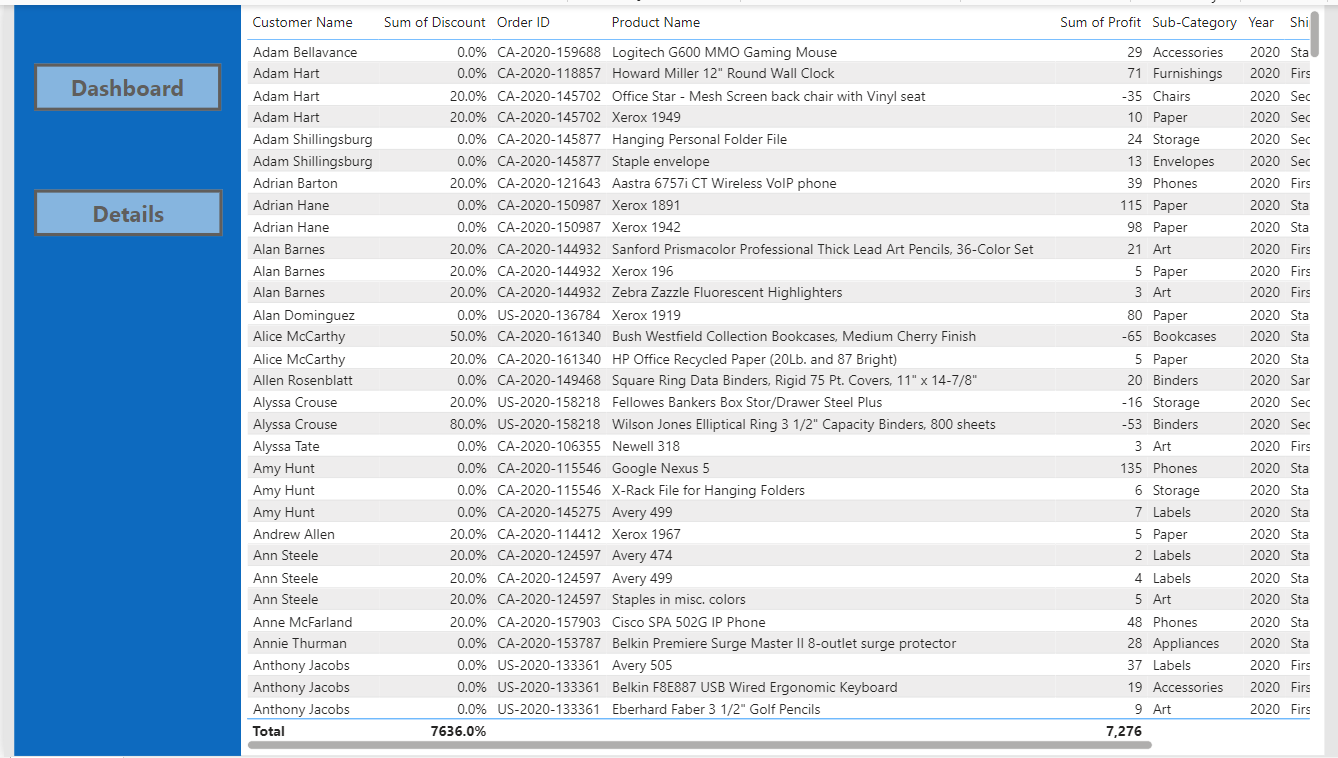 Dashboard
Details
Customer Name Sum of Discount Order ID Product Name Sum of Profit Sub-Category Year Shi
Adam Bellavance 0.0% CA-2020-159688 Logitech G600 MMO Gaming Mouse 29 Accessories 2020 Sta
Adam Hart 0.0% CA-2020-118857 Howard Miller 12" Round Wall Clock 71 Furnishings 2020 Firs
Adam Hart 20.0% CA-2020-145702 Office Star - Mesh Screen back chair with Vinyl seat -35 Chairs 2020 Sec
Adam Hart 20.0% CA-2020-145702 Xerox 1949 10 Paper 2020 Sec
Adam Shillingsburg 0.0% CA-2020-145877 Hanging Personal Folder File 24 Storage 2020 Sec
Adam Shillingsburg 0.0% CA-2020-145877 Staple envelope 13 Envelopes 2020 Sec
Adrian Barton 20.0% CA-2020-121643 Aastra 6757i CT Wireless VoIP phone 39 Phones 2020 Firs
Adrian Hane 0.0% CA-2020-150987 Xerox 1891 115 Paper 2020 Sta
Adrian Hane 0.0% CA-2020-150987 Xerox 1942 98 Paper 2020 Sta
Alan Barnes 20.0% CA-2020-144932 Sanford Prismacolor Professional Thick Lead Art Pencils, 36-Color Set 21 Art 2020 Firs
Alan Barnes 20.0% CA-2020-144932 Xerox 196 5 Paper 2020 Firs
Alan Barnes 20.0% CA-2020-144932 Zebra Zazzle Fluorescent Highlighters 3 Art 2020 Firs
Alan Dominguez 0.0% US-2020-136784 Xerox 1919 80 Paper 2020 Sta
Alice McCarthy 50.0% CA-2020-161340 Bush Westfield Collection Bookcases, Medium Cherry Finish -65 Bookcases 2020 Sta
Alice McCarthy 20.0% CA-2020-161340 HP Office Recycled Paper (20Lb. and 87 Bright) 5 Paper 2020 Sta
Allen Rosenblatt 0.0% CA-2020-149468 Square Ring Data Binders, Rigid 75 Pt. Covers, 11" x 14-7/8" 20 Binders 2020 Sar
Alyssa Crouse 20.0% US-2020-158218 Fellowes Bankers Box Stor/Drawer Steel Plus -16 Storage 2020 Sec
Alyssa Crouse 80.0% US-2020-158218 Wilson Jones Elliptical Ring 3 1/2" Capacity Binders, 800 sheets -53 Binders 2020 Sec
Alyssa Tate 0.0% CA-2020-106355 Newell 318 3 Art 2020 Firs
Amy Hunt 0.0% CA-2020-115546 Google Nexus 5 135 Phones 2020 Sta
Amy Hunt 0.0% CA-2020-115546 X-Rack File for Hanging Folders 6 Storage 2020 Sta
Amy Hunt 0.0% CA-2020-145275 Avery 499 7 Labels 2020 Sta
Andrew Allen 20.0% CA-2020-114412 Xerox 1967 5 Paper 2020 Sta
Ann Steele 20.0% CA-2020-124597 Avery 474 2 Labels 2020 Sta
Ann Steele 20.0% CA-2020-124597 Avery 499 4 Labels 2020 Sta
Ann Steele 20.0% CA-2020-124597 Staples in misc. colors 5 Art 2020 Sta
Anne McFarland 20.0% CA-2020-157903 Cisco SPA 502G IP Phone 48 Phones 2020 Sta
Annie Thurman 0.0% CA-2020-153787 Belkin Premiere Surge Master II 8-outlet surge protector 28 Appliances 2020 Sta
Anthony Jacobs 0.0% US-2020-133361 Avery 505 37 Labels 2020 Firs
Anthony Jacobs 0.0% US-2020-133361 Belkin F8E887 USB Wired Ergonomic Keyboard 19 Accessories 2020 Firs
Anthony Jacobs 0.0% US-2020-133361 Eberhard Faber 3 1/2" Golf Pencils 9 Art 2020 Firs
Total 7636.0% 7,276